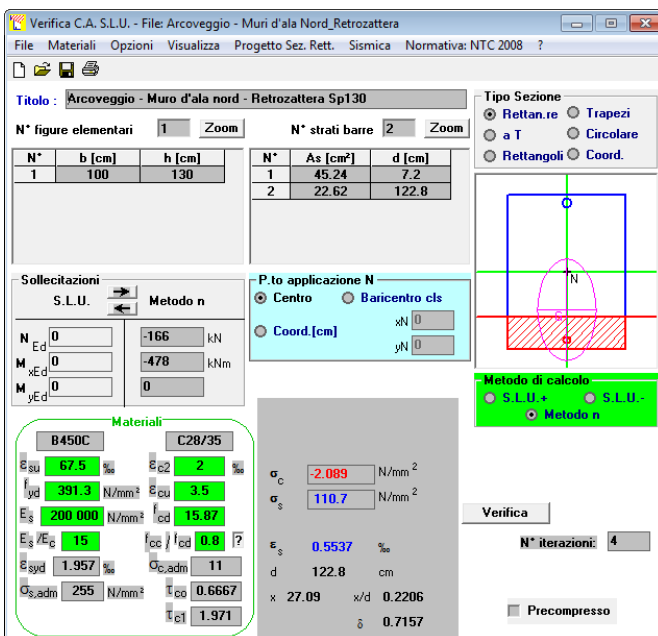 Verifica C.A. S.L.U. - File: Arcoveggio - Muri d'ala Nord_Retrozattera
File Materiali Opzioni Visualizza Progetto Sez. Rett. Sismica Normativa: NTC 2008 ?
Titolo : Arcoveggio - Muro d'ala nord - Retrozattera Sp130
N° figure elementari 1 Zoom
N° strati barre 2 Zoom
N° b [cm] h [cm]
1 100 130
N° As [cm²] d [cm]
1 45.24 7.2
2 22.62 122.8
Tipo Sezione
Rettan.re Trapezi
a T Circolare
Rettangoli Coord.
N
Sollecitazioni
S.L.U. Metodo n
N Ed 0 -166 kN
M xEd 0 -478 kNm
M yEd 0 0
P.to applicazione N
Centro Baricentro cls
Coord.[cm] xN 0
yN 0
Metodo di calcolo
S.L.U.+ S.L.U.-
Metodo n
Materiali
B450C C28/35
εsu 67.5 ‰ εc2 2 ‰
fyd 391.3 N/mm² εcu 3.5
Es 200 000 N/mm² fcd 15.87
Es/Ec 15 fcc / fcd 0.8 ?
εsyd 1.957 ‰ σc,adm 11
σs,adm 255 N/mm² τco 0.6667
τc1 1.971
σc -2.089 N/mm²
σs 110.7 N/mm²
εs 0.5537 ‰
d 122.8 cm
x 27.09 x/d 0.2206
δ 0.7157
Verifica
N° iterazioni: 4
Precompresso